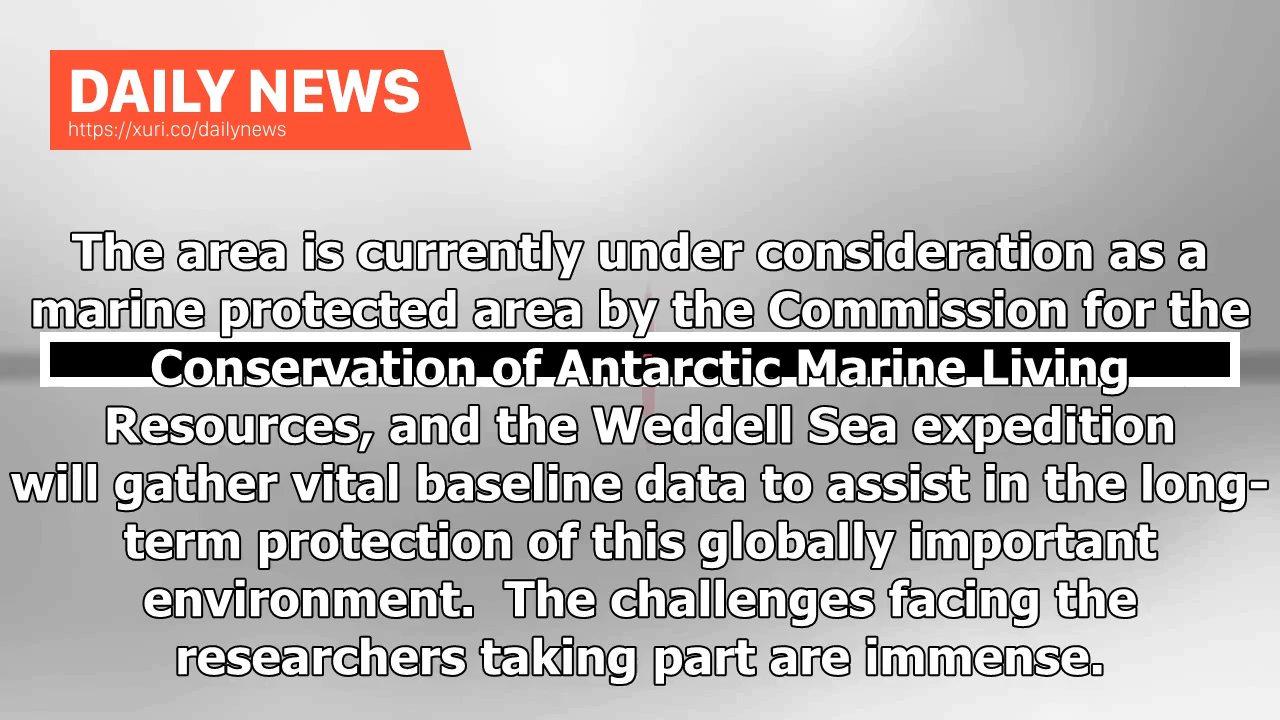 DAILY NEWS
https://xuri.co/dailynews
The area is currently under consideration as a
marine protected area by the Commission for the
Conservation of Antarctic Marine Living
Resources, and the Weddell Sea expedition
will gather vital baseline data to assist in the long-
term protection of this globally important
environment.  The challenges facing the
researchers taking part are immense.